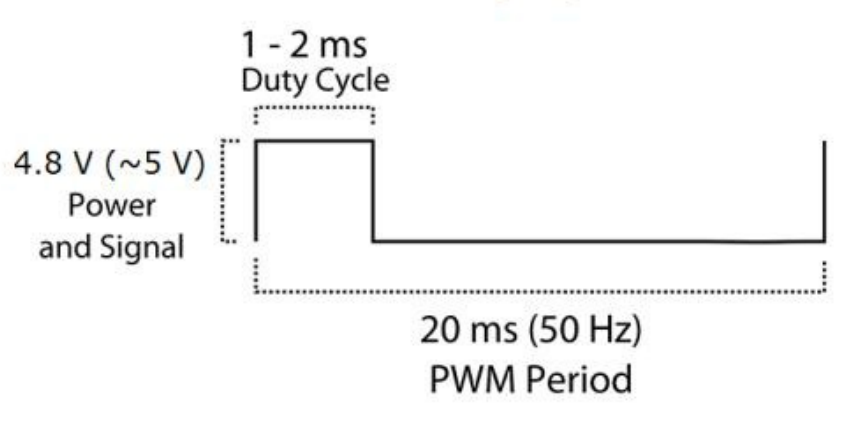 1 - 2 ms
Duty Cycle
4.8 V (~5 V)
Power
and Signal
20 ms (50 Hz)
PWM Period